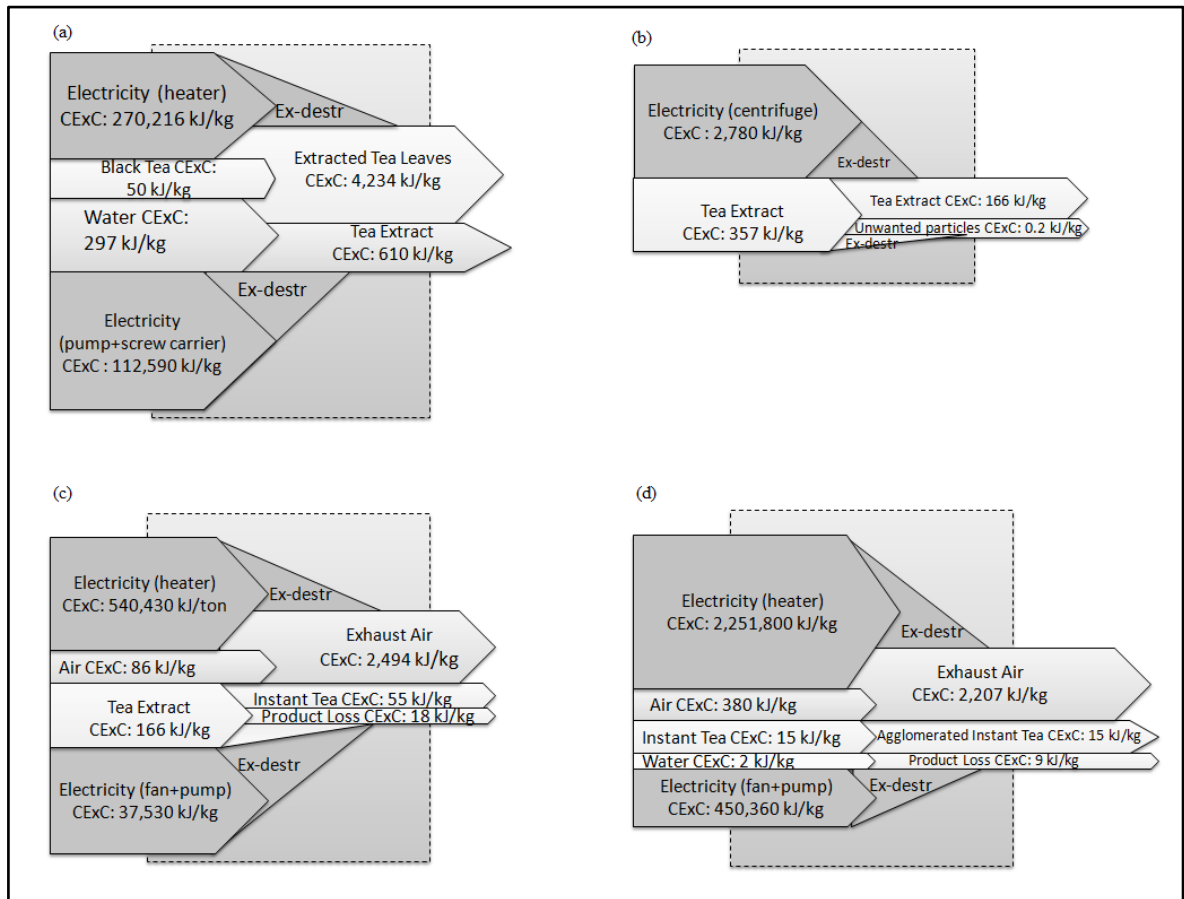 (a)
Electricity (heater)
CExC: 270,216 kJ/kg
Ex-destr
Black Tea CExC:
50 kJ/kg
Extracted Tea Leaves
CExC: 4,234 kJ/kg
Water CExC:
297 kJ/kg
Tea Extract
CExC: 610 kJ/kg
Ex-destr
Electricity
(pump+screw carrier)
CExC : 112,590 kJ/kg
(b)
Electricity (centrifuge)
CExC : 2,780 kJ/kg
Ex-destr
Tea Extract
CExC: 357 kJ/kg
Tea Extract CExC: 166 kJ/kg
Unwanted particles CExC: 0.2 kJ/kg
Ex-destr
(c)
Electricity (heater)
CExC: 540,430 kJ/ton
Ex-destr
Exhaust Air
CExC: 2,494 kJ/kg
Air CExC: 86 kJ/kg
Tea Extract
CExC: 166 kJ/kg
Instant Tea CExC: 55 kJ/kg
Product Loss CExC: 18 kJ/kg
Ex-destr
Electricity (fan+pump)
CExC: 37,530 kJ/kg
(d)
Electricity (heater)
CExC: 2,251,800 kJ/kg
Ex-destr
Exhaust Air
CExC: 2,207 kJ/kg
Air CExC: 380 kJ/kg
Instant Tea CExC: 15 kJ/kg
Agglomerated Instant Tea CExC: 15 kJ/kg
Water CExC: 2 kJ/kg
Product Loss CExC: 9 kJ/kg
Electricity (fan+pump)
CExC: 450,360 kJ/kg
Ex-destr